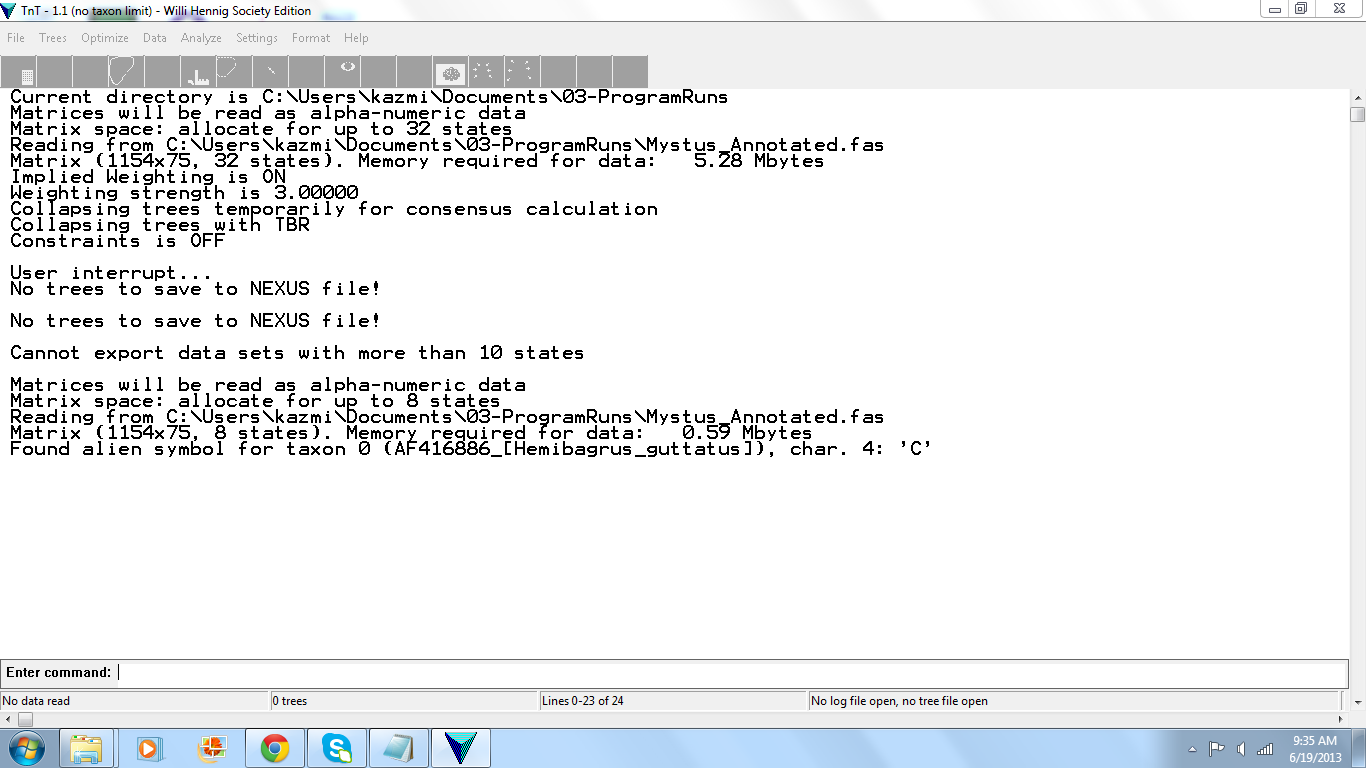 TnT - 1.1 (no taxon limit) - Willi Hennig Society Edition
File Trees Optimize Data Analyze Settings Format Help
Current directory is C:\Users\kazmi\Documents\03-ProgramRuns
Matrices will be read as alpha-numeric data
Matrix space: allocate for up to 32 states
Reading from C:\Users\kazmi\Documents\03-ProgramRuns\Mystus_Annotated.fas
Matrix (1154x75, 32 states). Memory required for data:   5.28 Mbytes
Implied Weighting is ON
Weighting strength is 3.00000
Collapsing trees temporarily for consensus calculation
Collapsing trees with TBR
Constraints is OFF
User interrupt...
No trees to save to NEXUS file!
No trees to save to NEXUS file!
Cannot export data sets with more than 10 states
Matrices will be read as alpha-numeric data
Matrix space: allocate for up to 8 states
Reading from C:\Users\kazmi\Documents\03-ProgramRuns\Mystus_Annotated.fas
Matrix (1154x75, 8 states). Memory required for data:   0.59 Mbytes
Found alien symbol for taxon 0 (AF416886_[Hemibagrus_guttatus]), char. 4: 'C'
Enter command:
No data read 0 trees Lines 0-23 of 24 No log file open, no tree file open
9:35 AM
6/19/2013